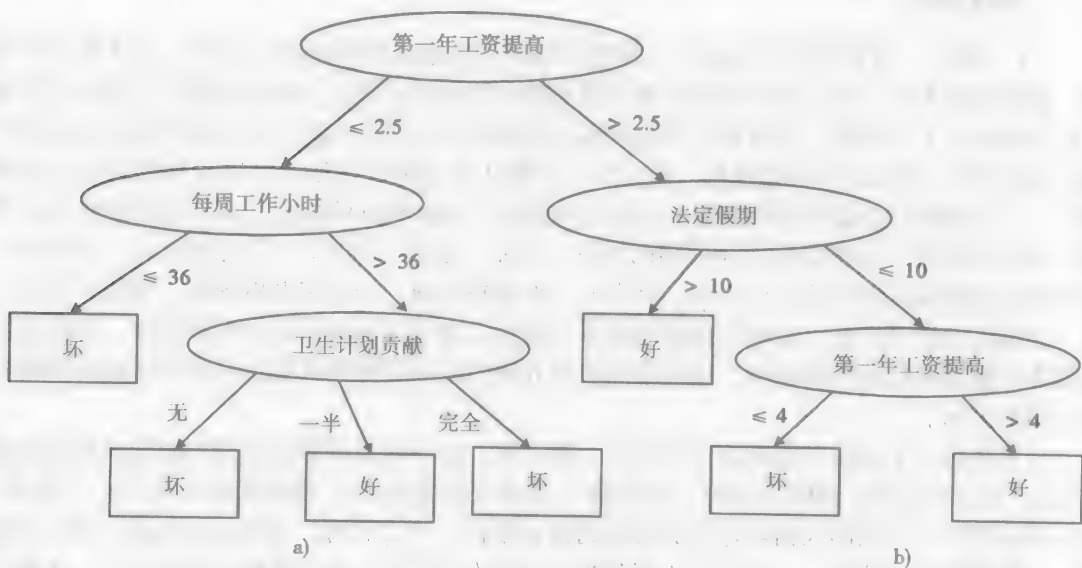 第一年工资提高
≤ 2.5
> 2.5
每周工作小时
法定假期
≤ 36
> 36
> 10
≤ 10
坏
卫生计划贡献
好
第一年工资提高
无
一半
完全
≤ 4
> 4
坏
好
坏
坏
好
a)
b)